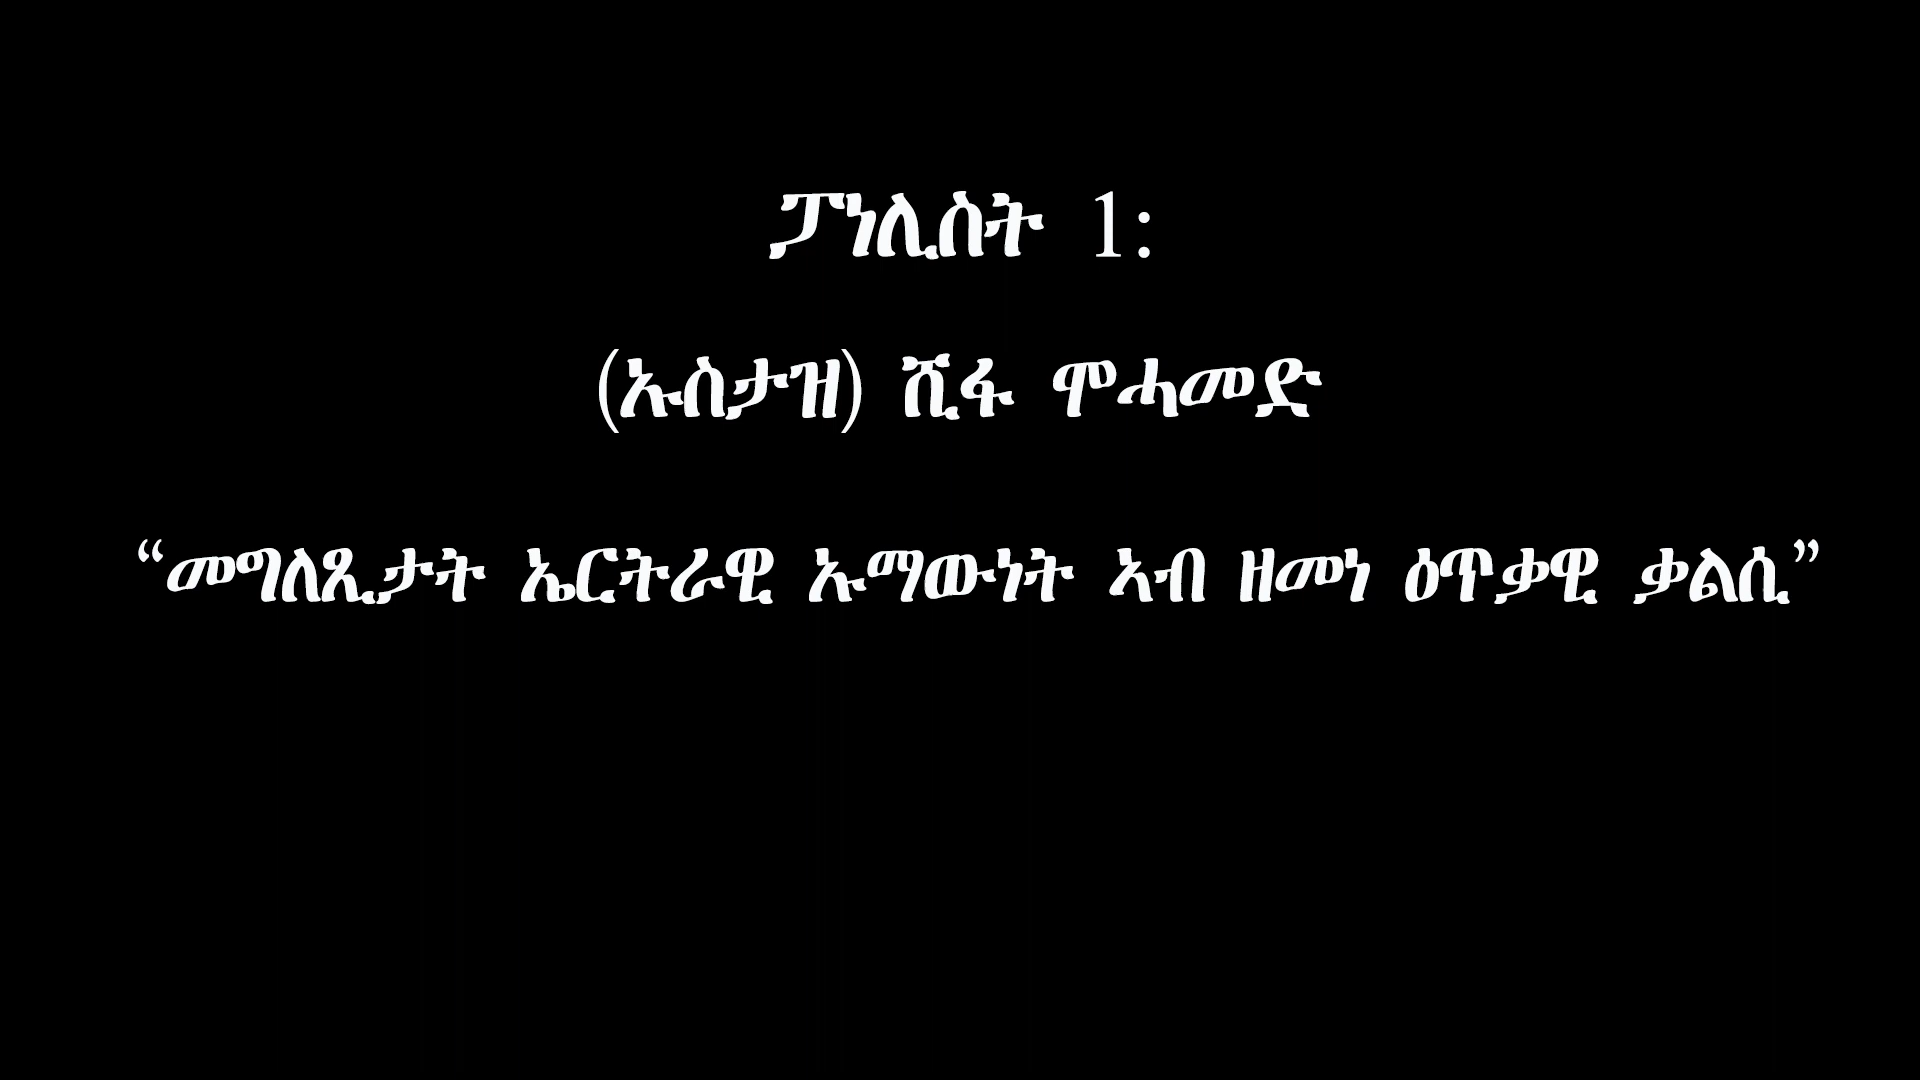 ፓነሊስት 1:
(ኡስታዝ) ሺፋ ሞሓመድ
“መግለጺታት ኤርትራዊ ኡማውነት ኣብ ዘመነ ዕጥቃዊ ቃልሲ”